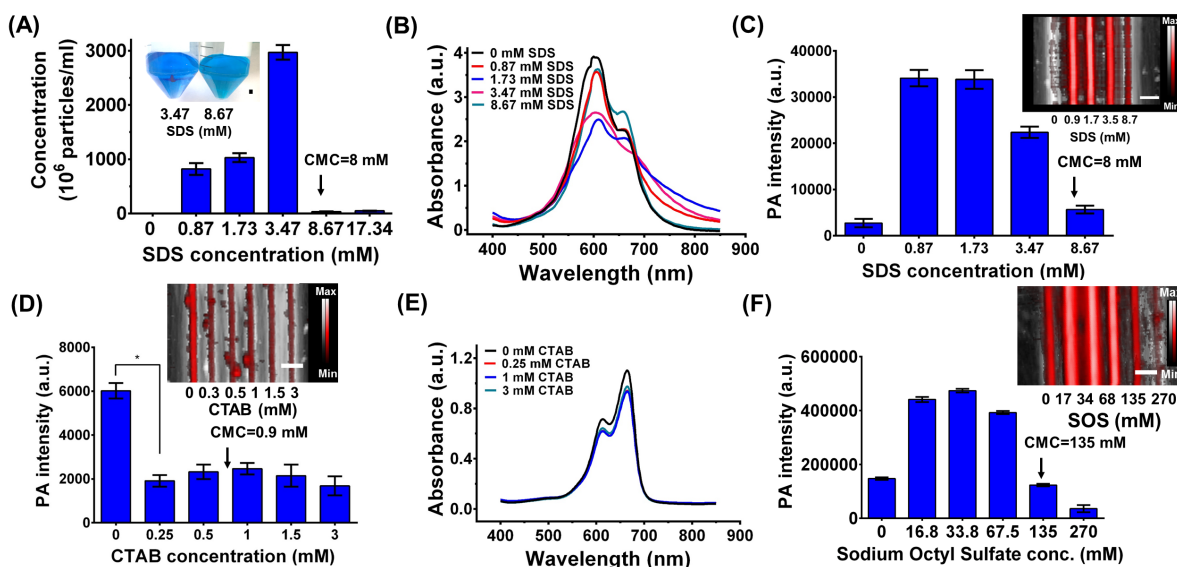 (A)
Concentration
(10⁶ particles/ml)
3000
2000
1000
0
3.47 8.67
SDS (mM)
CMC=8 mM
0 0.87 1.73 3.47 8.67 17.34
SDS concentration (mM)
(B)
Absorbance (a.u.)
4
3
2
1
0
0 mM SDS
0.87 mM SDS
1.73 mM SDS
3.47 mM SDS
8.67 mM SDS
400 500 600 700 800 900
Wavelength (nm)
(C)
PA intensity (a.u.)
40000
30000
20000
10000
0
Max
Min
0 0.9 1.7 3.5 8.7
SDS (mM)
CMC=8 mM
0 0.87 1.73 3.47 8.67
SDS concentration (mM)
(D)
PA intensity (a.u.)
8000
6000
4000
2000
0
*
Max
Min
0 0.3 0.5 1 1.5 3
CTAB (mM)
CMC=0.9 mM
0 0.25 0.5 1 1.5 3
CTAB concentration (mM)
(E)
Absorbance (a.u.)
1.2
0.8
0.4
0.0
0 mM CTAB
0.25 mM CTAB
1 mM CTAB
3 mM CTAB
400 500 600 700 800 900
Wavelength (nm)
(F)
PA intensity (a.u.)
600000
400000
200000
0
Max
Min
0 17 34 68 135 270
SOS (mM)
CMC=135 mM
0 16.8 33.8 67.5 135 270
Sodium Octyl Sulfate conc. (mM)